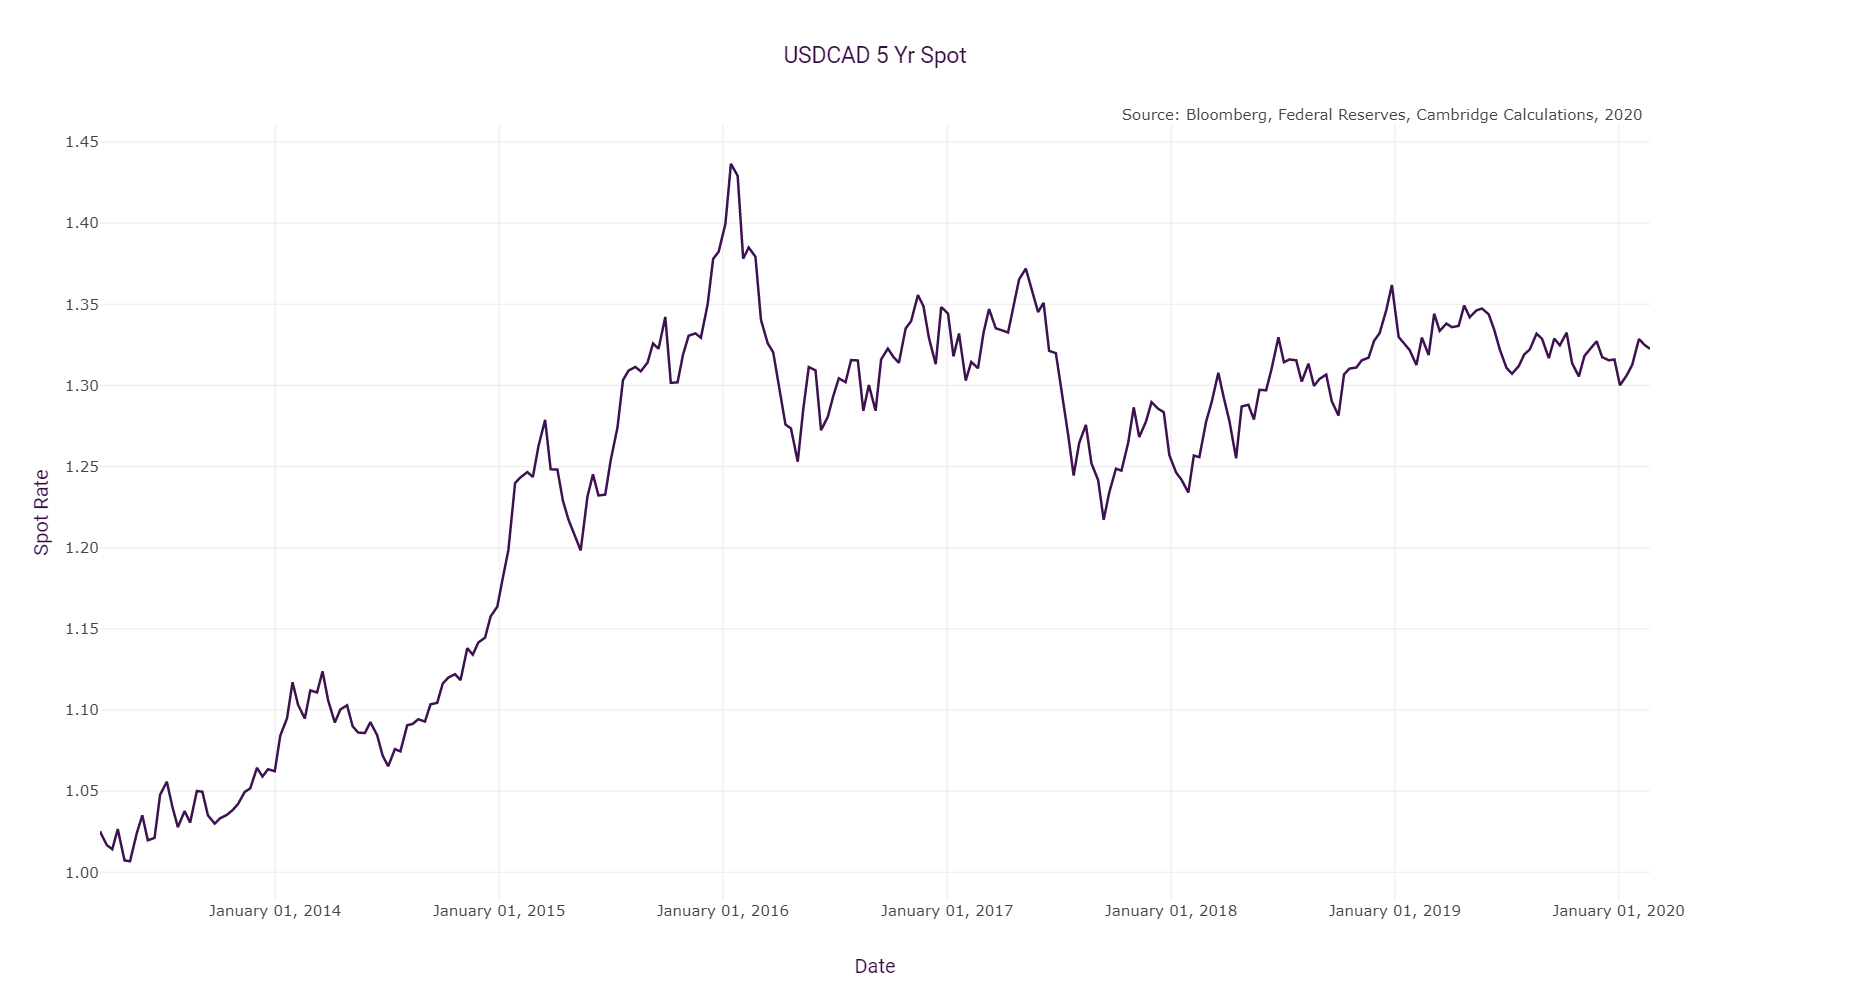 USDCAD 5 Yr Spot
Source: Bloomberg, Federal Reserves, Cambridge Calculations, 2020
1.45
1.40
1.35
1.30
1.25
1.20
1.15
1.10
1.05
1.00
Spot Rate
January 01, 2014 January 01, 2015 January 01, 2016 January 01, 2017 January 01, 2018 January 01, 2019 January 01, 2020
Date